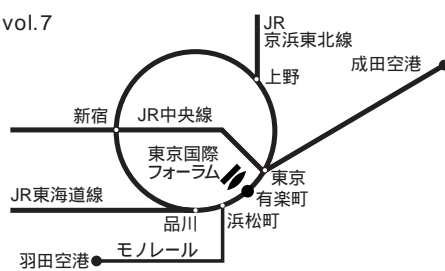 vol.7
JR
京浜東北線
成田空港
上野
新宿
JR中央線
東京国際
フォーラム
東京
有楽町
JR東海道線
品川
浜松町
モノレール
羽田空港